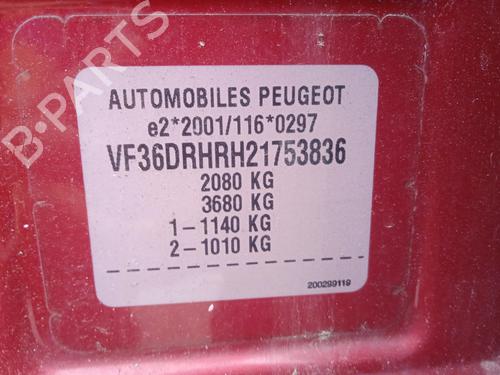 B-PARTS
AUTOMOBILES PEUGEOT
e2*2001/116*0297
VF36DRHRH21753836
2080 KG
3680 KG
1-1140 KG
2-1010 KG
200299119